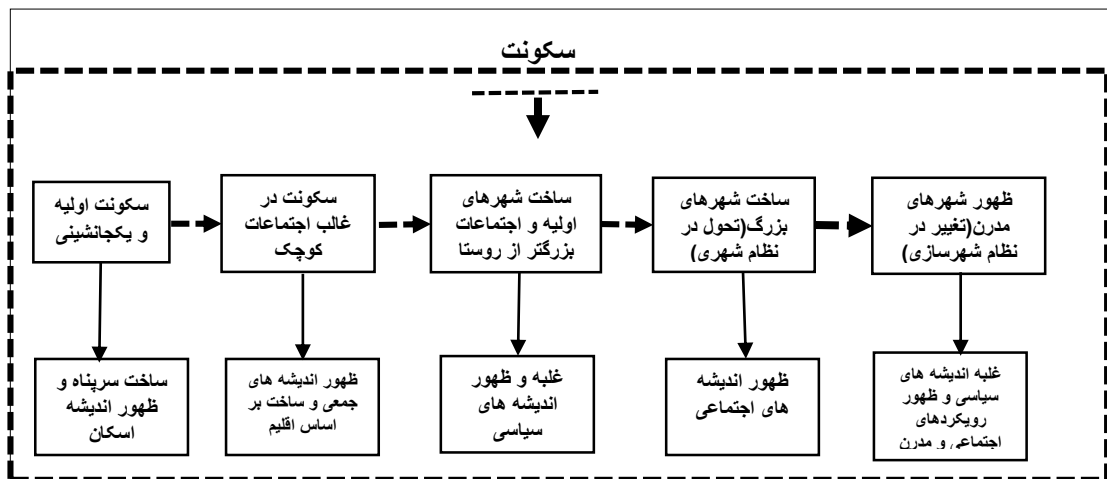 سکونت
سکونت اولیه
و یکجانشینی
سکونت در
غالب اجتماعات
کوچک
ساخت شهرهای
اولیه و اجتماعات
بزرگتر از روستا
ساخت شهرهای
بزرگ(تحول در
نظام شهری)
ظهور شهرهای
مدرن(تغییر در
نظام شهرسازی)
ساخت سرپناه و
ظهور اندیشه
اسکان
ظهور اندیشه های
جمعی و ساخت بر
اساس اقلیم
غلبه و ظهور
اندیشه های
سیاسی
ظهور اندیشه
های اجتماعی
غلبه اندیشه های
سیاسی و ظهور
رویکردهای
اجتماعی و مدرن